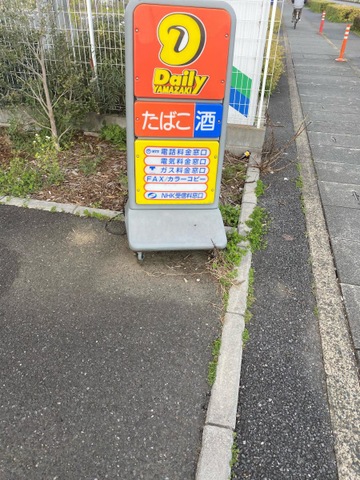 Daily
YAMAZAKI
たばこ 酒
電話料金窓口
電気料金窓口
ガス料金窓口
FAX/カラーコピー
NHK受信料窓口